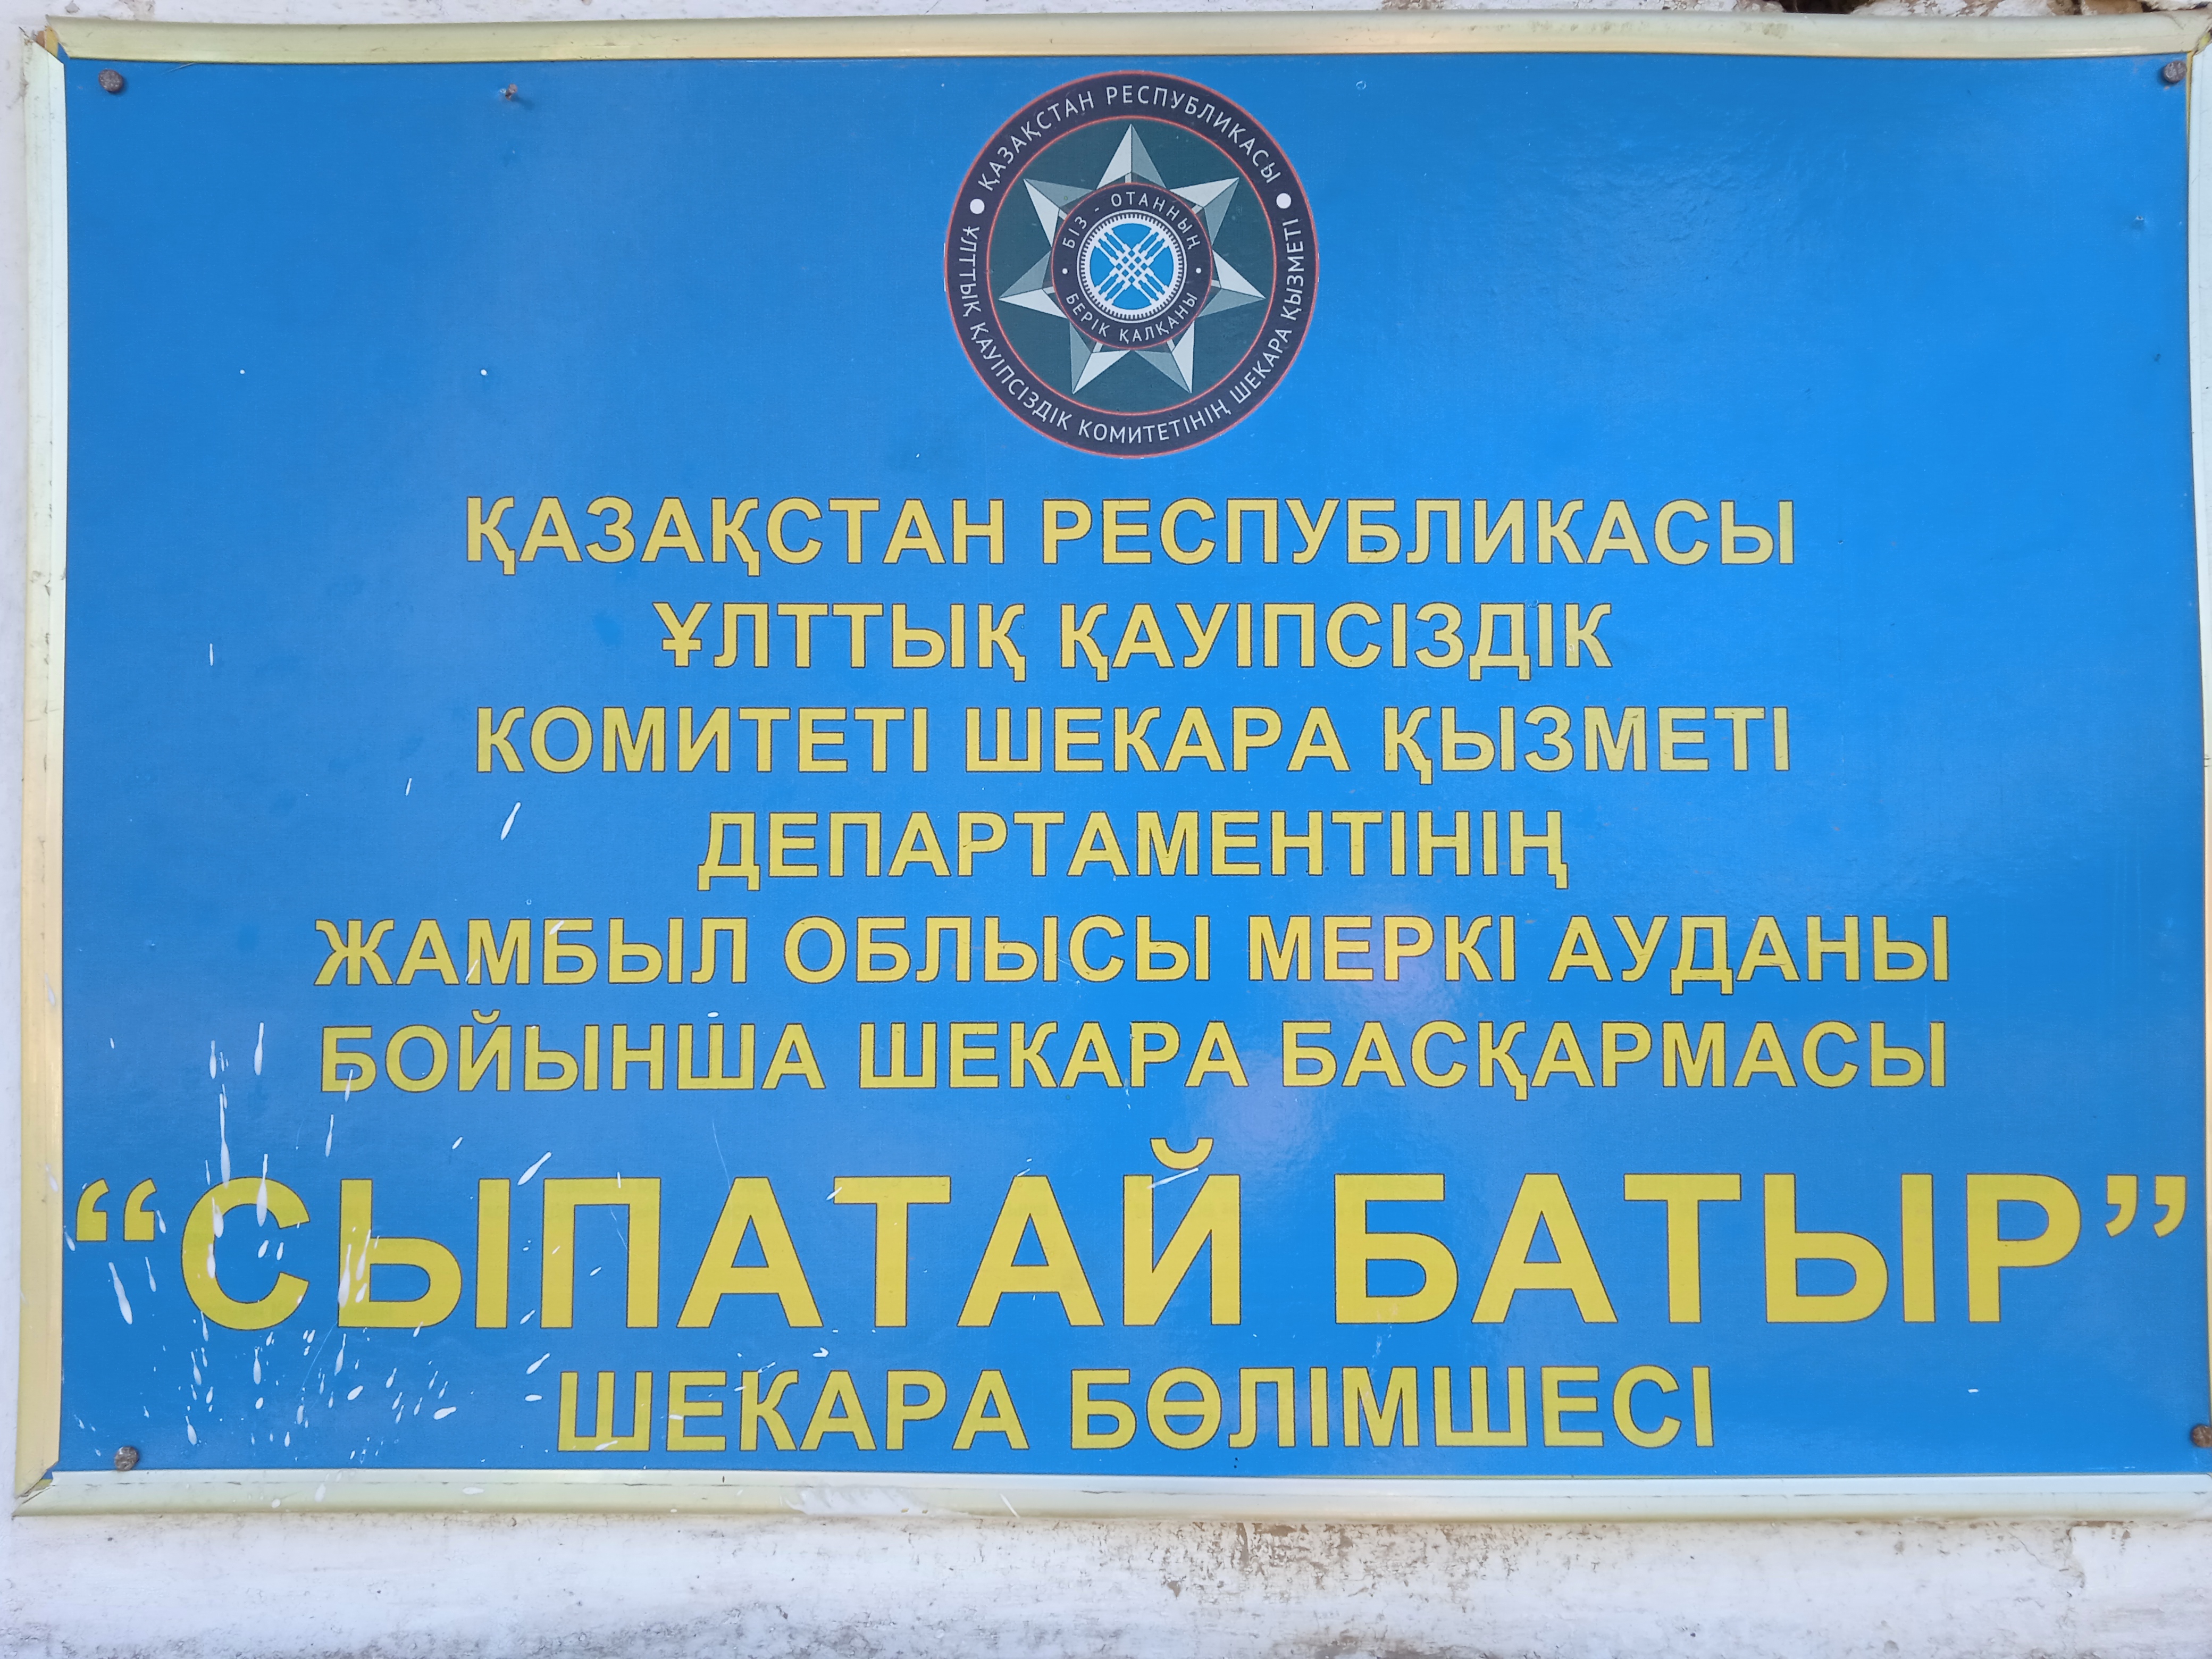 ҚАЗАҚСТАН РЕСПУБЛИКАСЫ
ҰЛТТЫҚ ҚАУІПСІЗДІК КОМИТЕТІНІҢ ШЕКАРА ҚЫЗМЕТІ
БІЗ - ОТАННЫҢ
БЕРІК ҚАЛҚАНЫ
ҚАЗАҚСТАН РЕСПУБЛИКАСЫ
ҰЛТТЫҚ ҚАУІПСІЗДІК
КОМИТЕТІ ШЕКАРА ҚЫЗМЕТІ
ДЕПАРТАМЕНТІНІҢ
ЖАМБЫЛ ОБЛЫСЫ МЕРКІ АУДАНЫ
БОЙЫНША ШЕКАРА БАСҚАРМАСЫ
“СЫПАТАЙ БАТЫР”
ШЕКАРА БӨЛІМШЕСІ